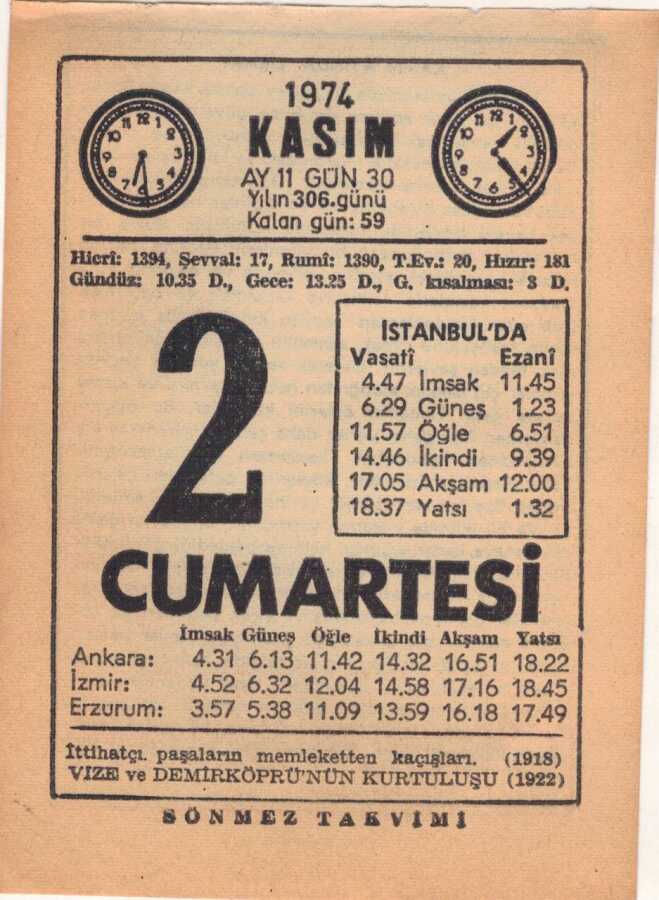 1974
KASIM
AY 11 GÜN 30
Yılın 306.günü
Kalan gün: 59
Hicrî: 1394, Şevval: 17, Rumî: 1390, T.Ev.: 20, Hızır: 181
Gündüz: 10.35 D., Gece: 13.25 D., G. kısalması: 3 D.
2
İSTANBUL'DA
Vasatî Ezanî
4.47 İmsak 11.45
6.29 Güneş 1.23
11.57 Öğle 6.51
14.46 İkindi 9.39
17.05 Akşam 12.00
18.37 Yatsı 1.32
CUMARTESİ
İmsak Güneş Öğle İkindi Akşam Yatsı
Ankara: 4.31 6.13 11.42 14.32 16.51 18.22
İzmir: 4.52 6.32 12.04 14.58 17.16 18.45
Erzurum: 3.57 5.38 11.09 13.59 16.18 17.49
İttihatçı. paşaların memleketten kaçışları. (1918)
VIZE ve DEMİRKÖPRÜ'NÜN KURTULUŞU (1922)
SÖNMEZ TAKVİMİ